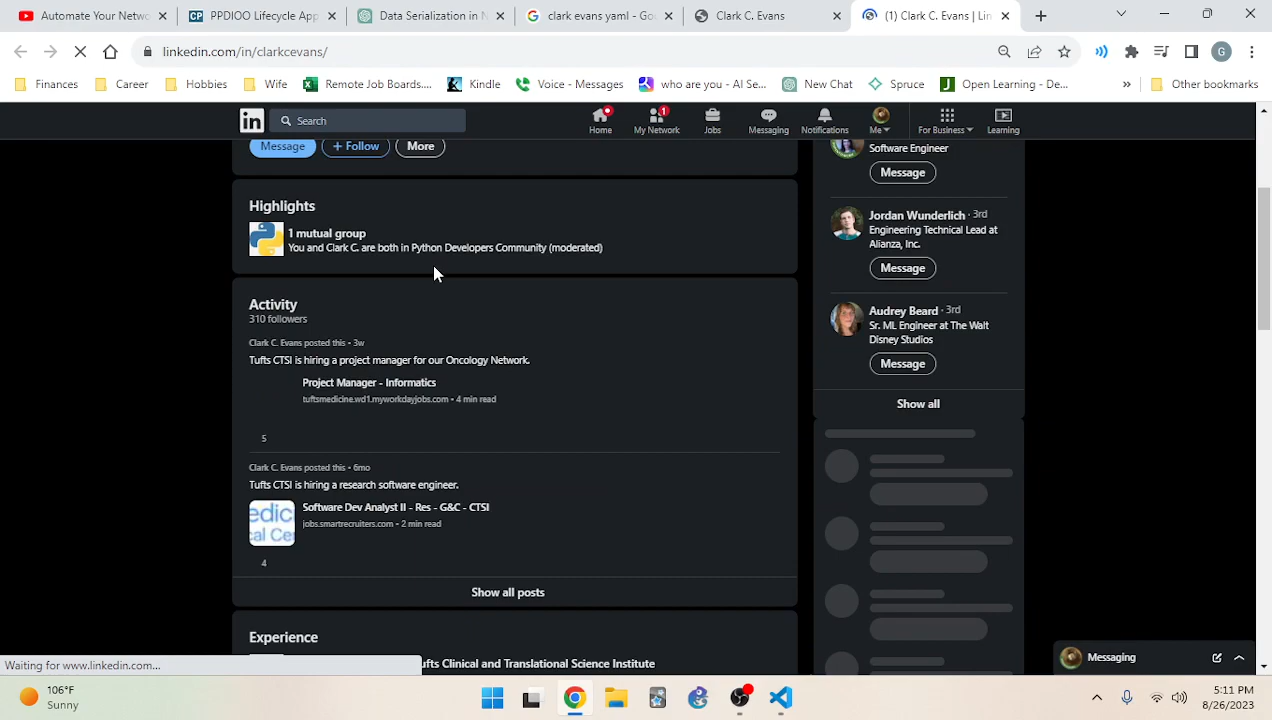 Automate Your Netwo
PPDIOO Lifecycle App
Data Serialization in N
clark evans yaml - Goo
Clark C. Evans
(1) Clark C. Evans | Lin
linkedin.com/in/clarkcevans/
G
Finances
Career
Hobbies
Wife
Remote Job Boards....
Kindle
Voice - Messages
who are you - AI Se...
New Chat
Spruce
Open Learning - De...
»
Other bookmarks
in
Search
Home
1
My Network
Jobs
Messaging
Notifications
Me
For Business
Learning
Message
+ Follow
More
Highlights
1 mutual group
You and Clark C. are both in Python Developers Community (moderated)
Activity
310 followers
Clark C. Evans posted this • 3w
Tufts CTSI is hiring a project manager for our Oncology Network.
Project Manager - Informatics
tuftsmedicine.wd1.myworkdayjobs.com • 4 min read
5
Clark C. Evans posted this • 6mo
Tufts CTSI is hiring a research software engineer.
edic
cal Ce
Software Dev Analyst II - Res - G&C - CTSI
jobs.smartrecruiters.com • 2 min read
4
Show all posts
Experience
ufts Clinical and Translational Science Institute
Software Engineer
Message
Jordan Wunderlich · 3rd
Engineering Technical Lead at
Alianza, Inc.
Message
Audrey Beard · 3rd
Sr. ML Engineer at The Walt
Disney Studios
Message
Show all
Messaging
Waiting for www.linkedin.com...
106°F
Sunny
5:11 PM
8/26/2023